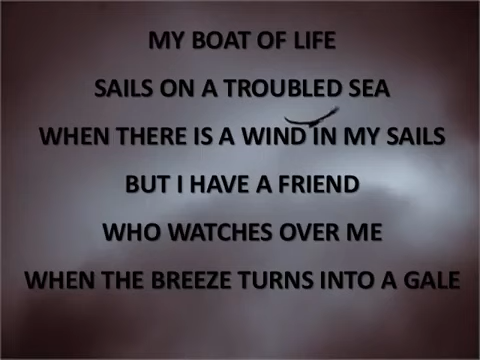 MY BOAT OF LIFE
SAILS ON A TROUBLED SEA
WHEN THERE IS A WIND IN MY SAILS
BUT I HAVE A FRIEND
WHO WATCHES OVER ME
WHEN THE BREEZE TURNS INTO A GALE